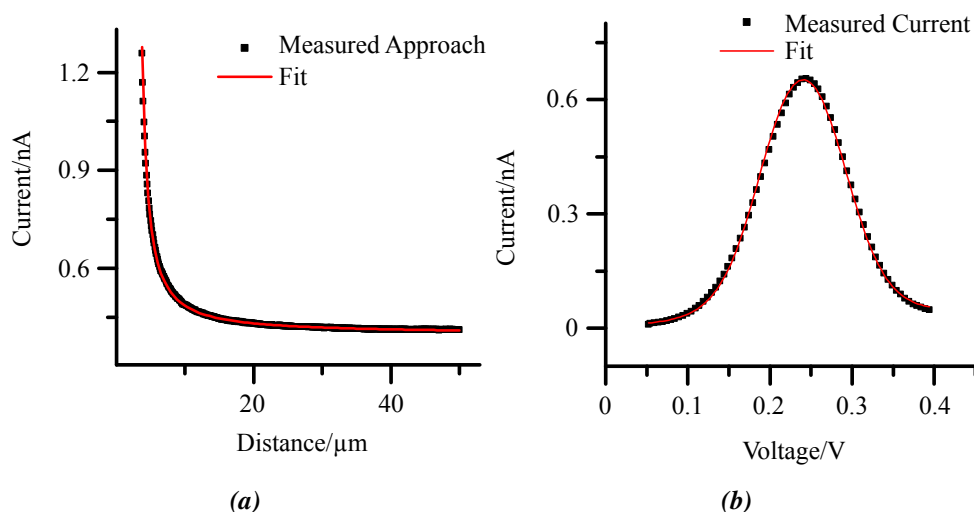 Measured Approach
Fit
1.2
0.9
0.6
Current/nA
20
40
Distance/µm
(a)
Measured Current
Fit
0.6
0.3
0
Current/nA
0
0.1
0.2
0.3
0.4
Voltage/V
(b)